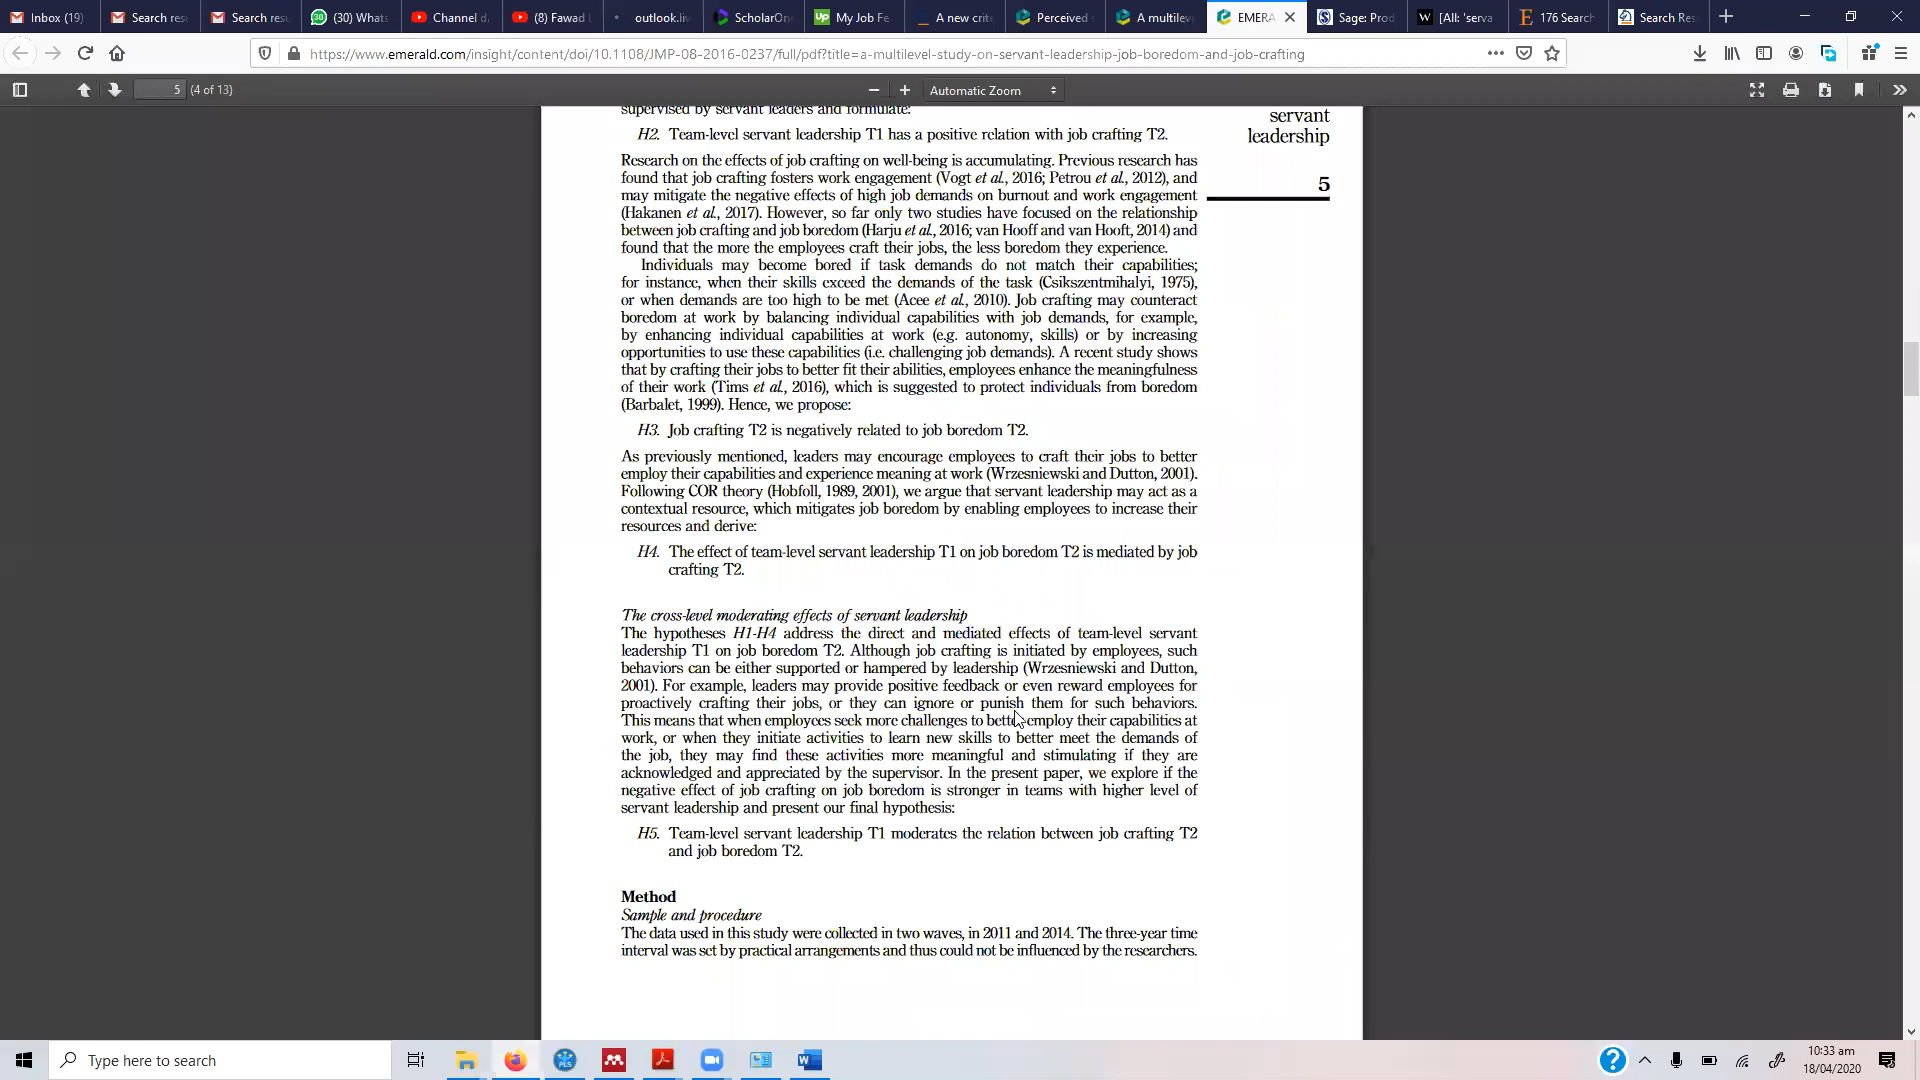 Inbox (19)
Search resu
Search resu
(30) Whats
Channel d
(8) Fawad
outlook.liv
ScholarOn
My Job Fe
A new crite
Perceived s
A multilev
EMERA
Sage: Prod
[All: 'serva
176 Search
Search Res
https://www.emerald.com/insight/content/doi/10.1108/JMP-08-2016-0237/full/pdf?title=a-multilevel-study-on-servant-leadership-job-boredom-and-job-crafting
5 (4 of 13)
Automatic Zoom
servant
leadership
5
supervised by servant leaders and formulate:
H2. Team-level servant leadership T1 has a positive relation with job crafting T2.
Research on the effects of job crafting on well-being is accumulating. Previous research has
found that job crafting fosters work engagement (Vogt et al., 2016; Petrou et al., 2012), and
may mitigate the negative effects of high job demands on burnout and work engagement
(Hakanen et al., 2017). However, so far only two studies have focused on the relationship
between job crafting and job boredom (Harju et al., 2016; van Hooff and van Hooft, 2014) and
found that the more the employees craft their jobs, the less boredom they experience.
Individuals may become bored if task demands do not match their capabilities;
for instance, when their skills exceed the demands of the task (Csikszentmihalyi, 1975),
or when demands are too high to be met (Acee et al., 2010). Job crafting may counteract
boredom at work by balancing individual capabilities with job demands, for example,
by enhancing individual capabilities at work (e.g. autonomy, skills) or by increasing
opportunities to use these capabilities (i.e. challenging job demands). A recent study shows
that by crafting their jobs to better fit their abilities, employees enhance the meaningfulness
of their work (Tims et al., 2016), which is suggested to protect individuals from boredom
(Barbalet, 1999). Hence, we propose:
H3. Job crafting T2 is negatively related to job boredom T2.
As previously mentioned, leaders may encourage employees to craft their jobs to better
employ their capabilities and experience meaning at work (Wrzesniewski and Dutton, 2001).
Following COR theory (Hobfoll, 1989, 2001), we argue that servant leadership may act as a
contextual resource, which mitigates job boredom by enabling employees to increase their
resources and derive:
H4. The effect of team-level servant leadership T1 on job boredom T2 is mediated by job
crafting T2.
The cross-level moderating effects of servant leadership
The hypotheses H1-H4 address the direct and mediated effects of team-level servant
leadership T1 on job boredom T2. Although job crafting is initiated by employees, such
behaviors can be either supported or hampered by leadership (Wrzesniewski and Dutton,
2001). For example, leaders may provide positive feedback or even reward employees for
proactively crafting their jobs, or they can ignore or punish them for such behaviors.
This means that when employees seek more challenges to better employ their capabilities at
work, or when they initiate activities to learn new skills to better meet the demands of
the job, they may find these activities more meaningful and stimulating if they are
acknowledged and appreciated by the supervisor. In the present paper, we explore if the
negative effect of job crafting on job boredom is stronger in teams with higher level of
servant leadership and present our final hypothesis:
H5. Team-level servant leadership T1 moderates the relation between job crafting T2
and job boredom T2.
Method
Sample and procedure
The data used in this study were collected in two waves, in 2011 and 2014. The three-year time
interval was set by practical arrangements and thus could not be influenced by the researchers.
Type here to search
10:33 am
18/04/2020